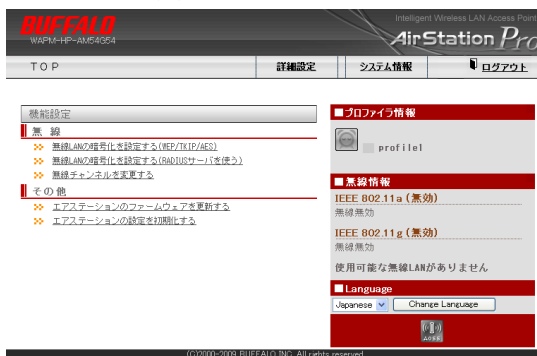 BUFFALO
WAPM-HP-AM54G54
Intelligent Wireless LAN Access Point
AirStation Pro
TOP
詳細設定
システム情報
ログアウト
機能設定
無 線
無線LANの暗号化を設定する(WEP/TKIP/AES)
無線LANの暗号化を設定する(RADIUSサーバを使う)
無線チャンネルを変更する
その他
エアステーションのファームウェアを更新する
エアステーションの設定を初期化する
■プロファイラ情報
profile1
■無線情報
IEEE 802.11a (無効)
無線無効
IEEE 802.11g (無効)
無線無効
使用可能な無線LANがありません
■Language
Japanese
Change Language
AOSS
(C)2000-2009 BUFFALO INC. All rights reserved.